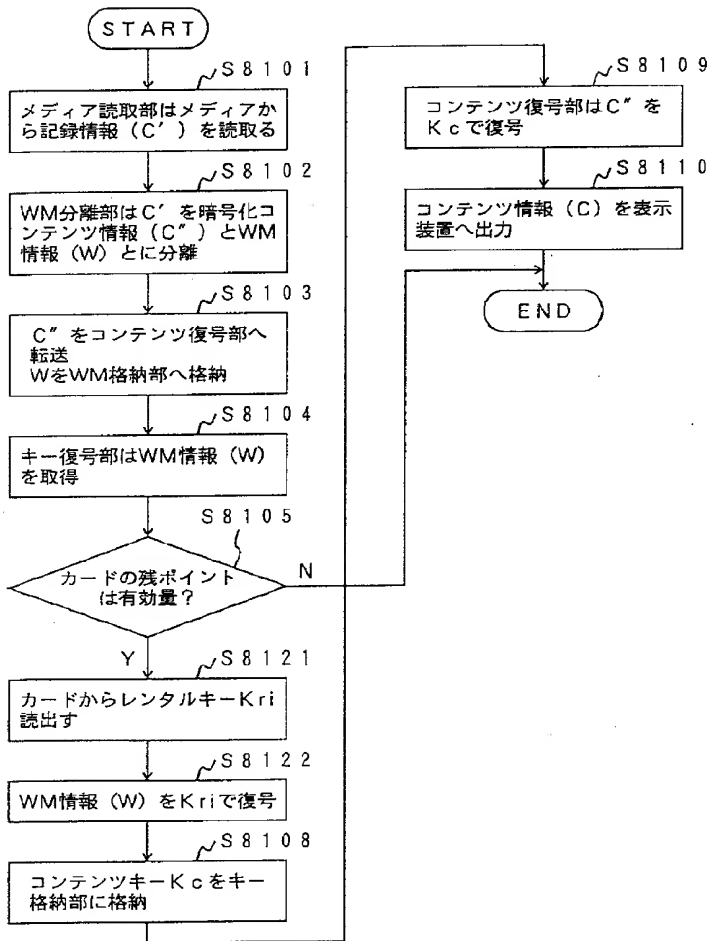 START
S8101
メディア読取部はメディアか
ら記録情報（C′）を読取る
S8102
WM分離部はC′を暗号化コ
ンテンツ情報（C″）とWM
情報（W）とに分離
S8103
C″をコンテンツ復号部へ
転送
WをWM格納部へ格納
S8104
キー復号部はWM情報（W）
を取得
S8105
カードの残ポイント
は有効量？
N
Y
S8121
カードからレンタルキーKri
読出す
S8122
WM情報（W）をKriで復号
S8108
コンテンツキーKcをキー
格納部に格納
S8109
コンテンツ復号部はC″を
Kcで復号
S8110
コンテンツ情報（C）を表示
装置へ出力
END